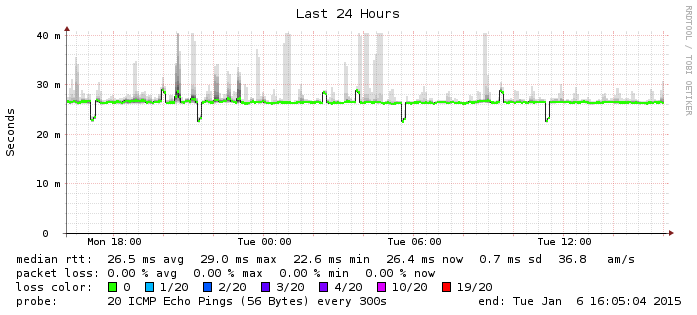 Last 24 Hours
RRDTOOL / TOBI OETIKER
Seconds
40 m
30 m
20 m
10 m
0
Mon 18:00 Tue 00:00 Tue 06:00 Tue 12:00
median rtt: 26.5 ms avg 29.0 ms max 22.6 ms min 26.4 ms now 0.7 ms sd 36.8 am/s
packet loss: 0.00 % avg 0.00 % max 0.00 % min 0.00 % now
loss color: 0 1/20 2/20 3/20 4/20 10/20 19/20
probe: 20 ICMP Echo Pings (56 Bytes) every 300s end: Tue Jan 6 16:05:04 2015